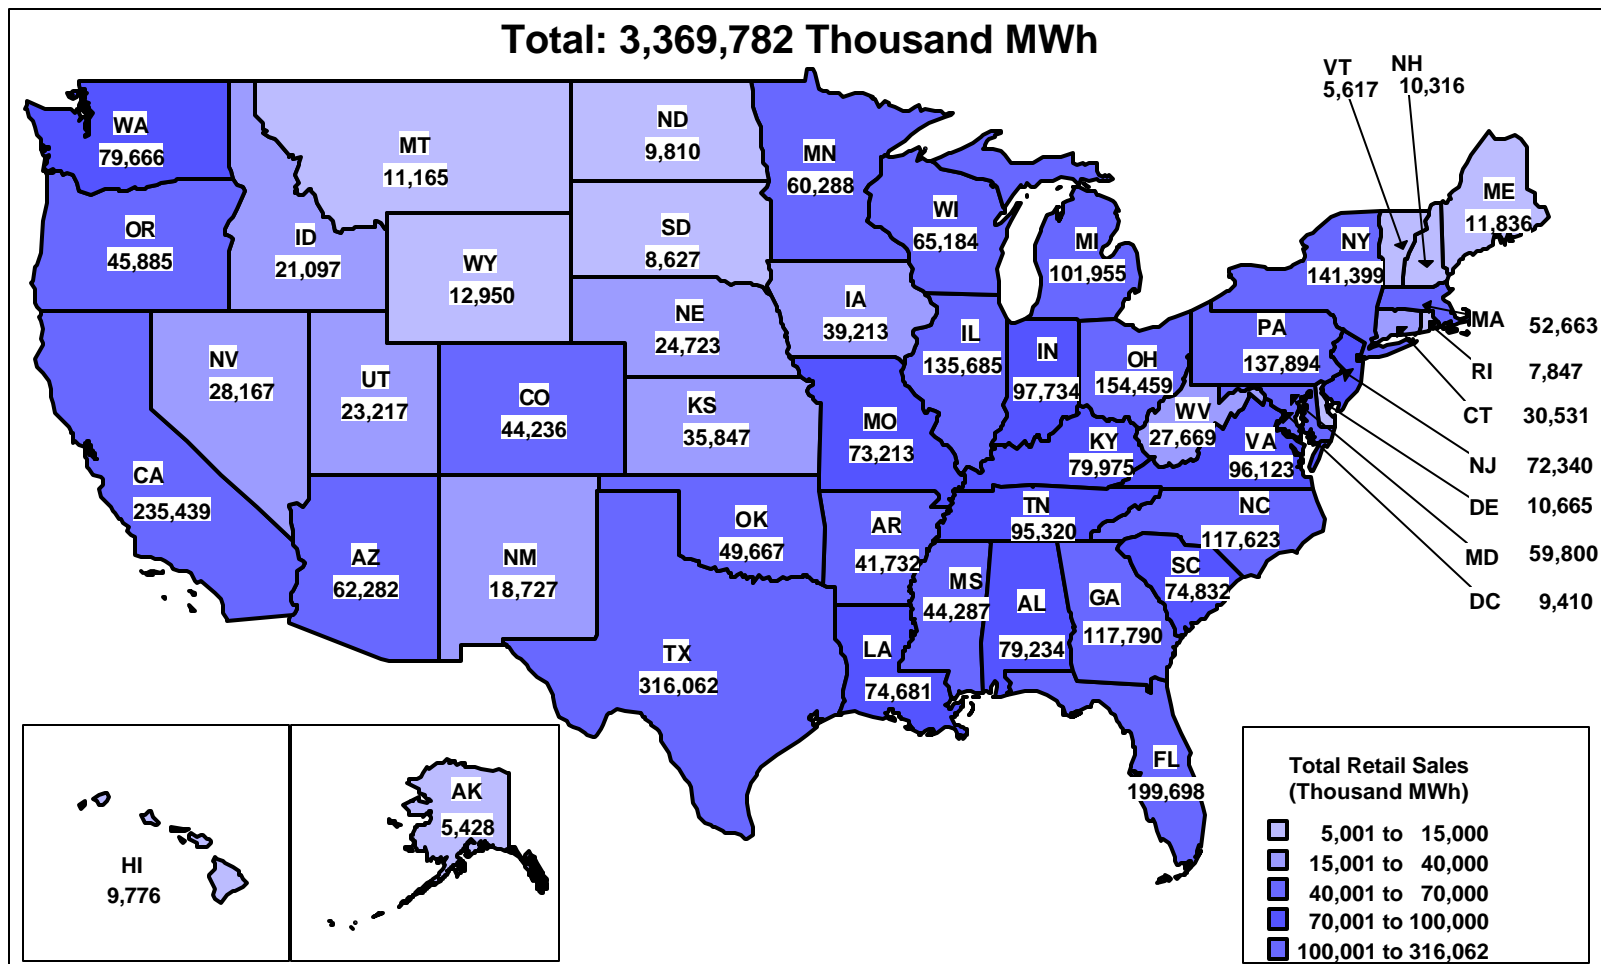 Total: 3,369,782 Thousand MWh
VT
5,617
NH
10,316
WA
79,666
MT
11,165
ND
9,810
MN
60,288
ME
11,836
OR
45,885
ID
21,097
WY
12,950
SD
8,627
WI
65,184
MI
101,955
NY
141,399
NV
28,167
UT
23,217
CO
44,236
NE
24,723
IA
39,213
IL
135,685
IN
97,734
OH
154,459
PA
137,894
MA 52,663
RI 7,847
CT 30,531
NJ 72,340
DE 10,665
MD 59,800
DC 9,410
CA
235,439
KS
35,847
MO
73,213
KY
79,975
WV
27,669
VA
96,123
AZ
62,282
NM
18,727
OK
49,667
AR
41,732
TN
95,320
NC
117,623
SC
74,832
MS
44,287
AL
79,234
GA
117,790
TX
316,062
LA
74,681
FL
199,698
HI
9,776
AK
5,428
Total Retail Sales
(Thousand MWh)
5,001 to 15,000
15,001 to 40,000
40,001 to 70,000
70,001 to 100,000
100,001 to 316,062